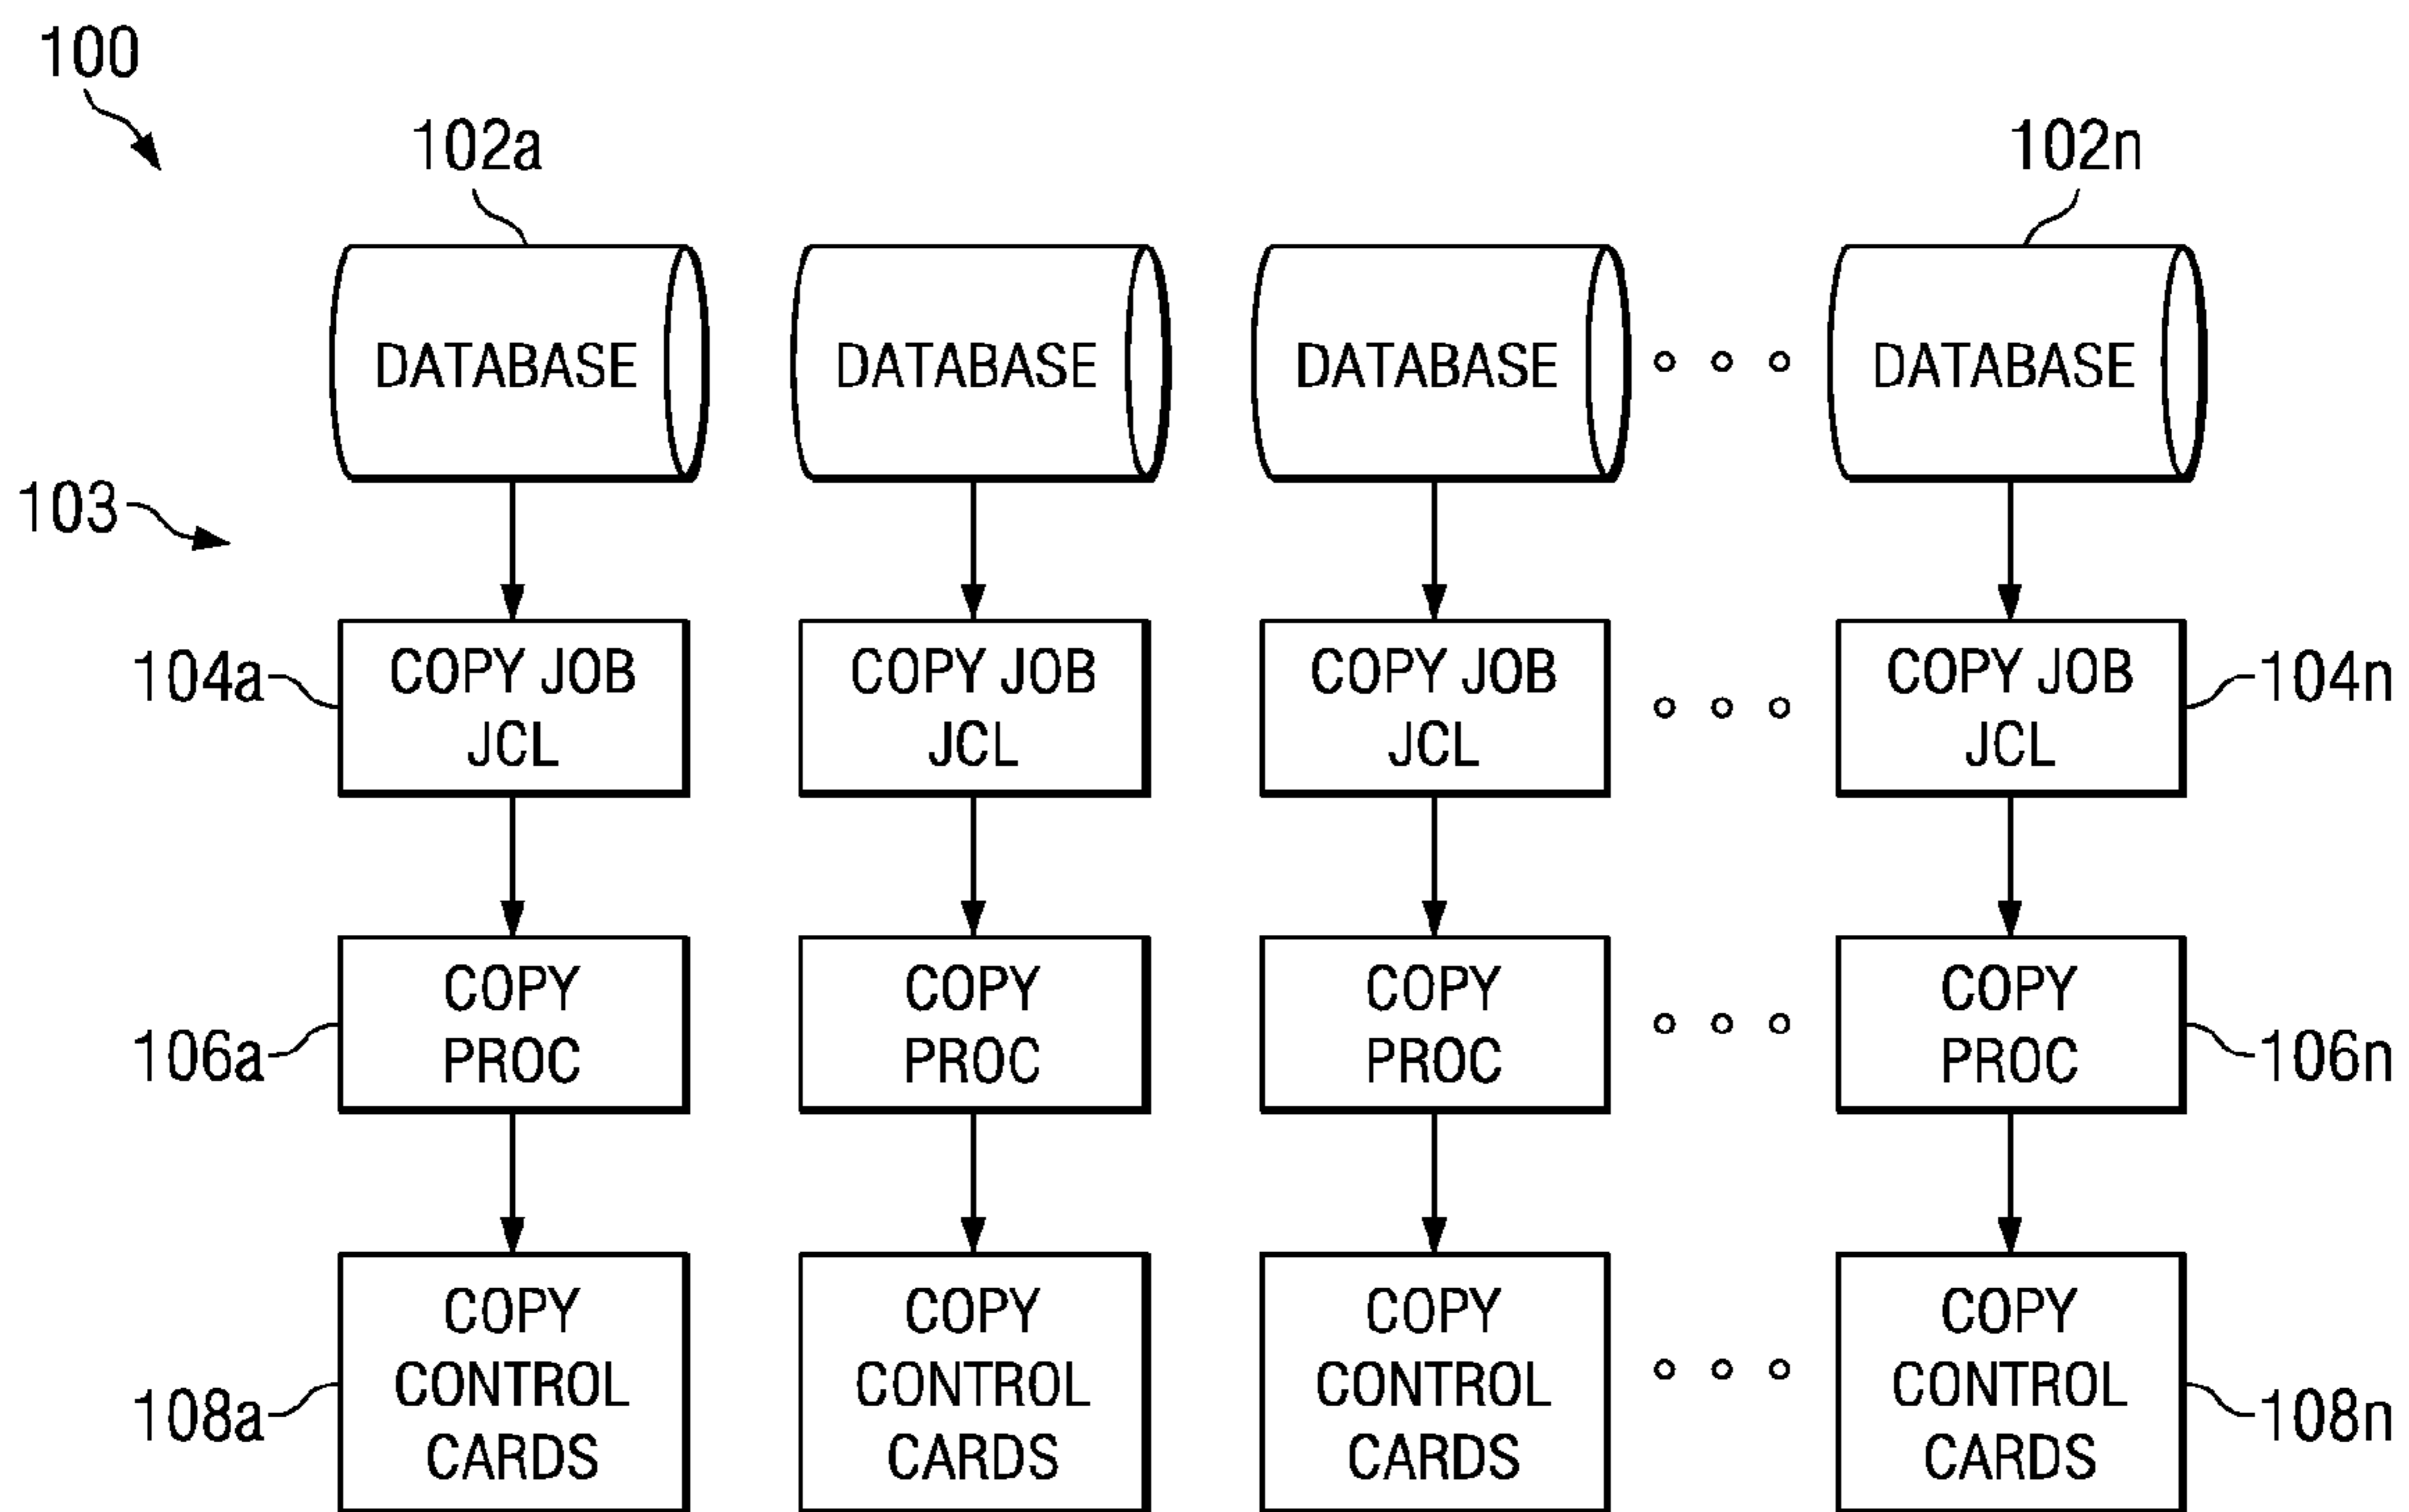 100
102a
102n
DATABASE
DATABASE
DATABASE
DATABASE
103
104a
COPY JOB
JCL
COPY JOB
JCL
COPY JOB
JCL
COPY JOB
JCL
104n
106a
COPY
PROC
COPY
PROC
COPY
PROC
COPY
PROC
106n
108a
COPY
CONTROL
CARDS
COPY
CONTROL
CARDS
COPY
CONTROL
CARDS
COPY
CONTROL
CARDS
108n